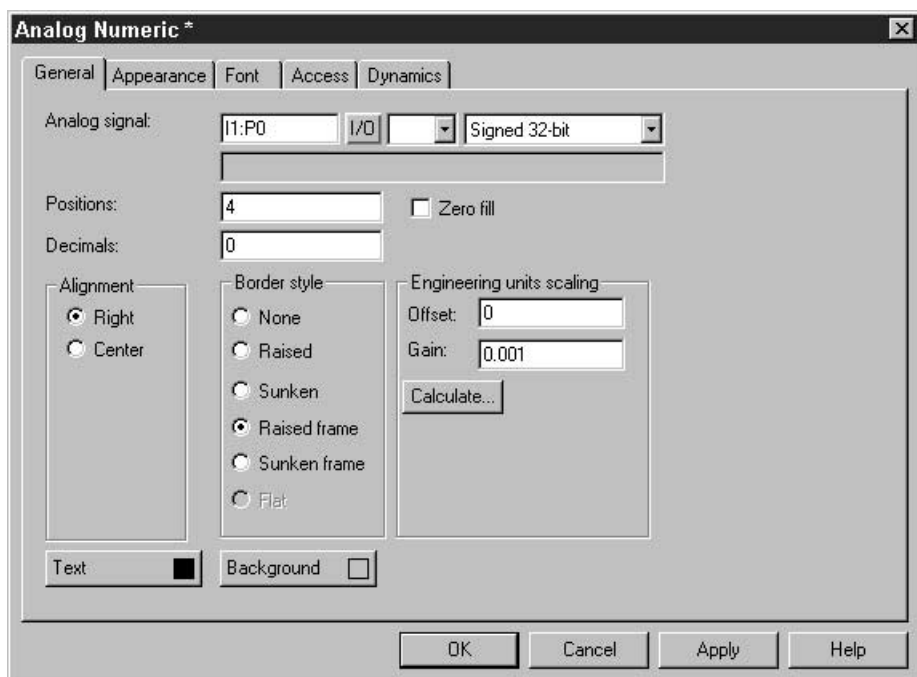 Analog Numeric *
General Appearance Font Access Dynamics
Analog signal: I1:P0 I/O Signed 32-bit
Positions: 4 Zero fill
Decimals: 0
Alignment Border style Engineering units scaling
Right None Offset: 0
Center Raised Gain: 0.001
Sunken Calculate...
Raised frame
Sunken frame
Flat
Text Background
OK Cancel Apply Help